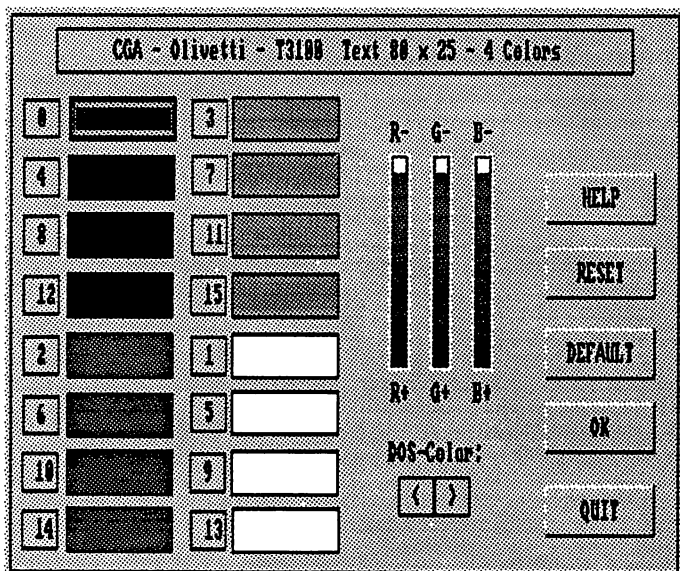 CGA - Olivetti - T3100 Text 80 x 25 - 4 Colors
0 3
4 7
8 11
12 15
2 1
6 5
10 9
14 13
R- G- B-
R+ G+ B+
DOS-Color:
< >
HELP
RESET
DEFAULT
OK
QUIT